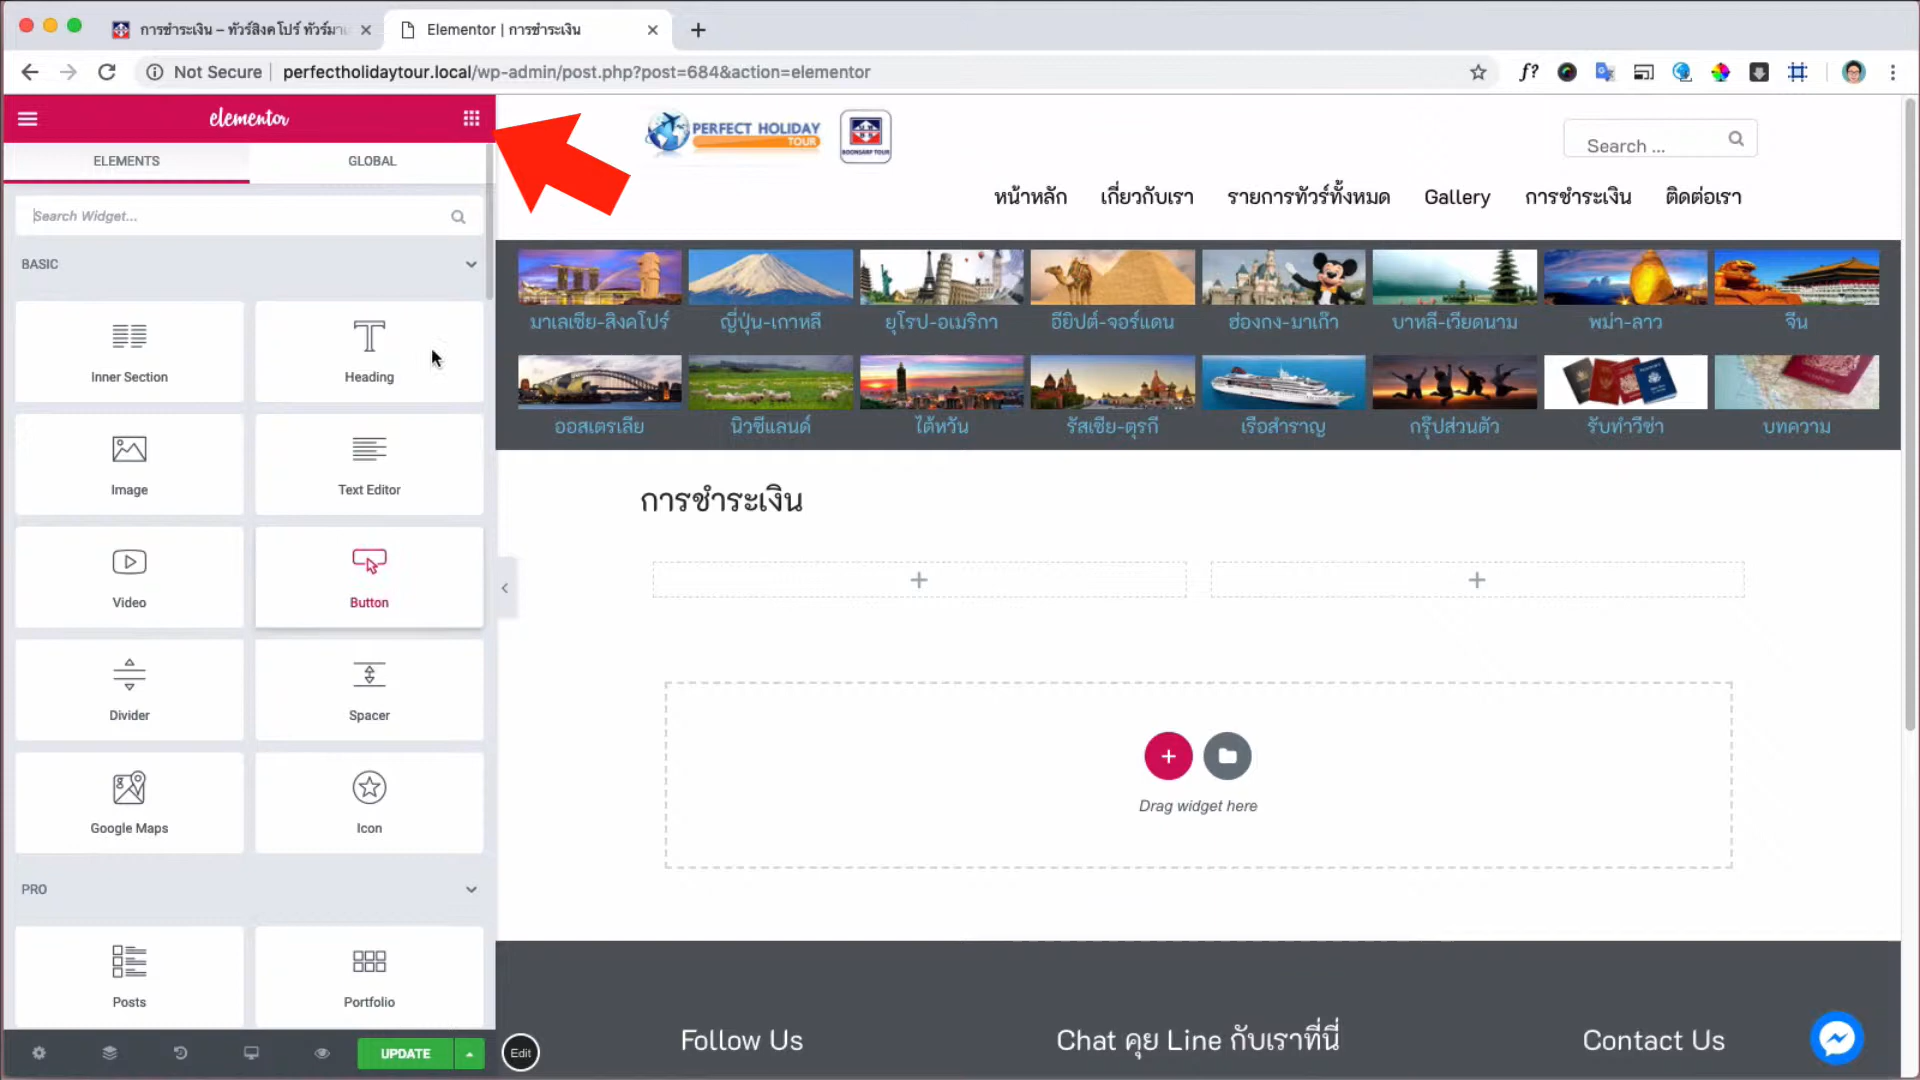 การชำระเงิน – ทัวร์สิงคโปร์ ทัวร์มาเ
Elementor | การชำระเงิน
Not Secure
perfectholidaytour.local/wp-admin/post.php?post=684&action=elementor
elementor
ELEMENTS
GLOBAL
Search Widget...
BASIC
Inner Section
Heading
Image
Text Editor
Video
Button
Divider
Spacer
Google Maps
Icon
PRO
Posts
Portfolio
UPDATE
Edit
PERFECT HOLIDAY
TOUR
BOONSARP TOUR
Search ...
หน้าหลัก
เกี่ยวกับเรา
รายการทัวร์ทั้งหมด
Gallery
การชำระเงิน
ติดต่อเรา
มาเลเซีย-สิงคโปร์
ญี่ปุ่น-เกาหลี
ยุโรป-อเมริกา
อียิปต์-จอร์แดน
ฮ่องกง-มาเก๊า
บาหลี-เวียดนาม
พม่า-ลาว
จีน
ออสเตรเลีย
นิวซีแลนด์
ไต้หวัน
รัสเซีย-ตุรกี
เรือสำราญ
กรุ๊ปส่วนตัว
รับทำวีซ่า
บทความ
การชำระเงิน
Drag widget here
Follow Us
Chat คุย Line กับเราที่นี่
Contact Us